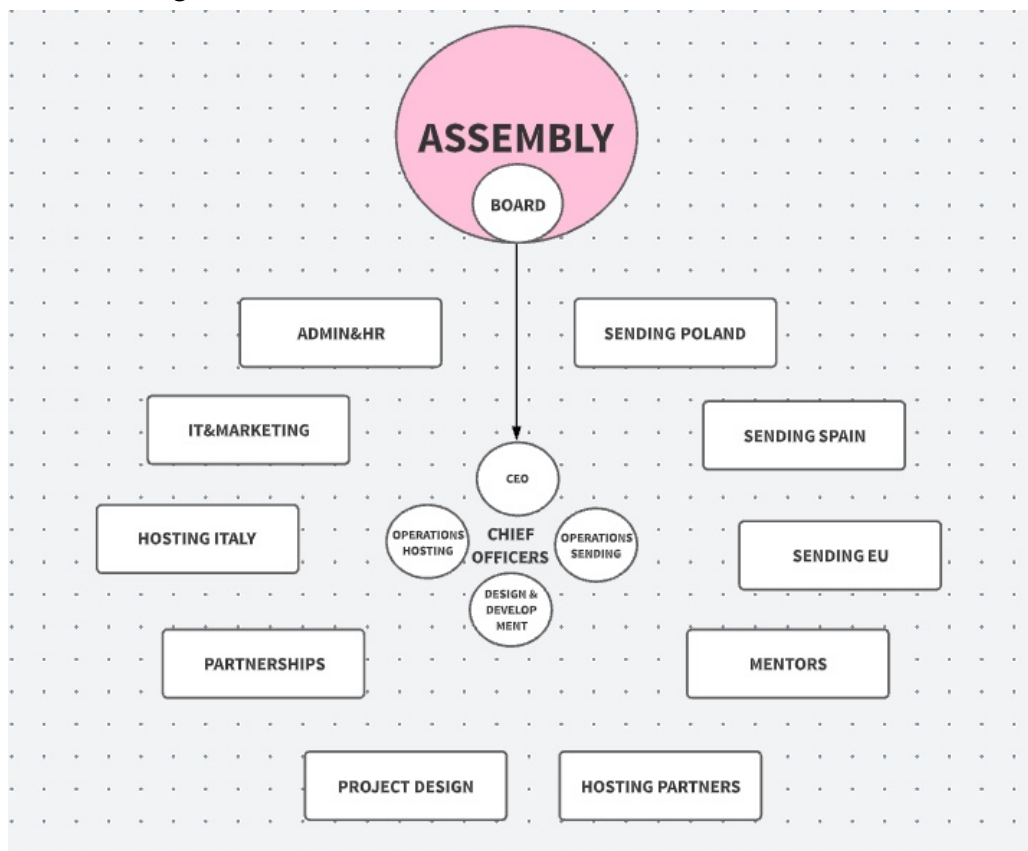 ASSEMBLY
BOARD
ADMIN&HR
SENDING POLAND
IT&MARKETING
SENDING SPAIN
CEO
HOSTING ITALY
OPERATIONS
HOSTING
CHIEF
OFFICERS
OPERATIONS
SENDING
SENDING EU
DESIGN &
DEVELOP
MENT
PARTNERSHIPS
MENTORS
PROJECT DESIGN
HOSTING PARTNERS